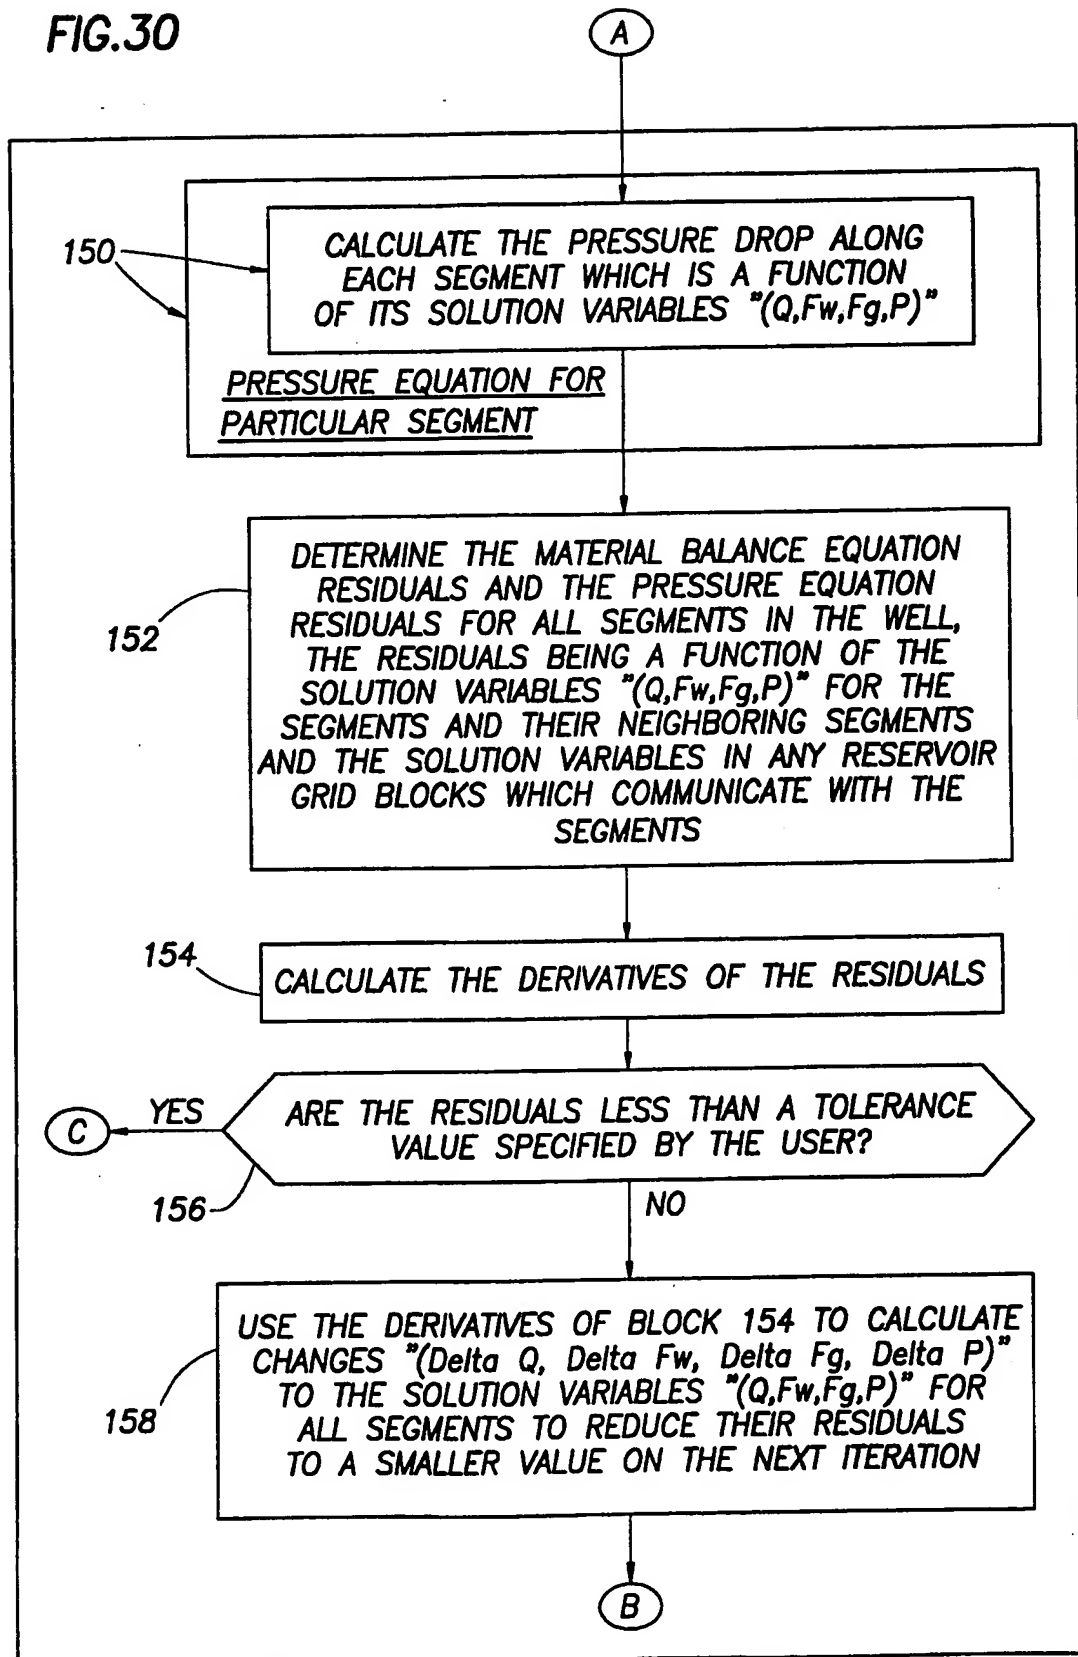 FIG.30
A
150
CALCULATE THE PRESSURE DROP ALONG
EACH SEGMENT WHICH IS A FUNCTION
OF ITS SOLUTION VARIABLES "(Q,Fw,Fg,P)"
PRESSURE EQUATION FOR
PARTICULAR SEGMENT
152
DETERMINE THE MATERIAL BALANCE EQUATION
RESIDUALS AND THE PRESSURE EQUATION
RESIDUALS FOR ALL SEGMENTS IN THE WELL,
THE RESIDUALS BEING A FUNCTION OF THE
SOLUTION VARIABLES "(Q,Fw,Fg,P)" FOR THE
SEGMENTS AND THEIR NEIGHBORING SEGMENTS
AND THE SOLUTION VARIABLES IN ANY RESERVOIR
GRID BLOCKS WHICH COMMUNICATE WITH THE
SEGMENTS
154
CALCULATE THE DERIVATIVES OF THE RESIDUALS
C
YES
ARE THE RESIDUALS LESS THAN A TOLERANCE
VALUE SPECIFIED BY THE USER?
156
NO
USE THE DERIVATIVES OF BLOCK 154 TO CALCULATE
CHANGES "(Delta Q, Delta Fw, Delta Fg, Delta P)"
TO THE SOLUTION VARIABLES "(Q,Fw,Fg,P)" FOR
ALL SEGMENTS TO REDUCE THEIR RESIDUALS
TO A SMALLER VALUE ON THE NEXT ITERATION
158
B